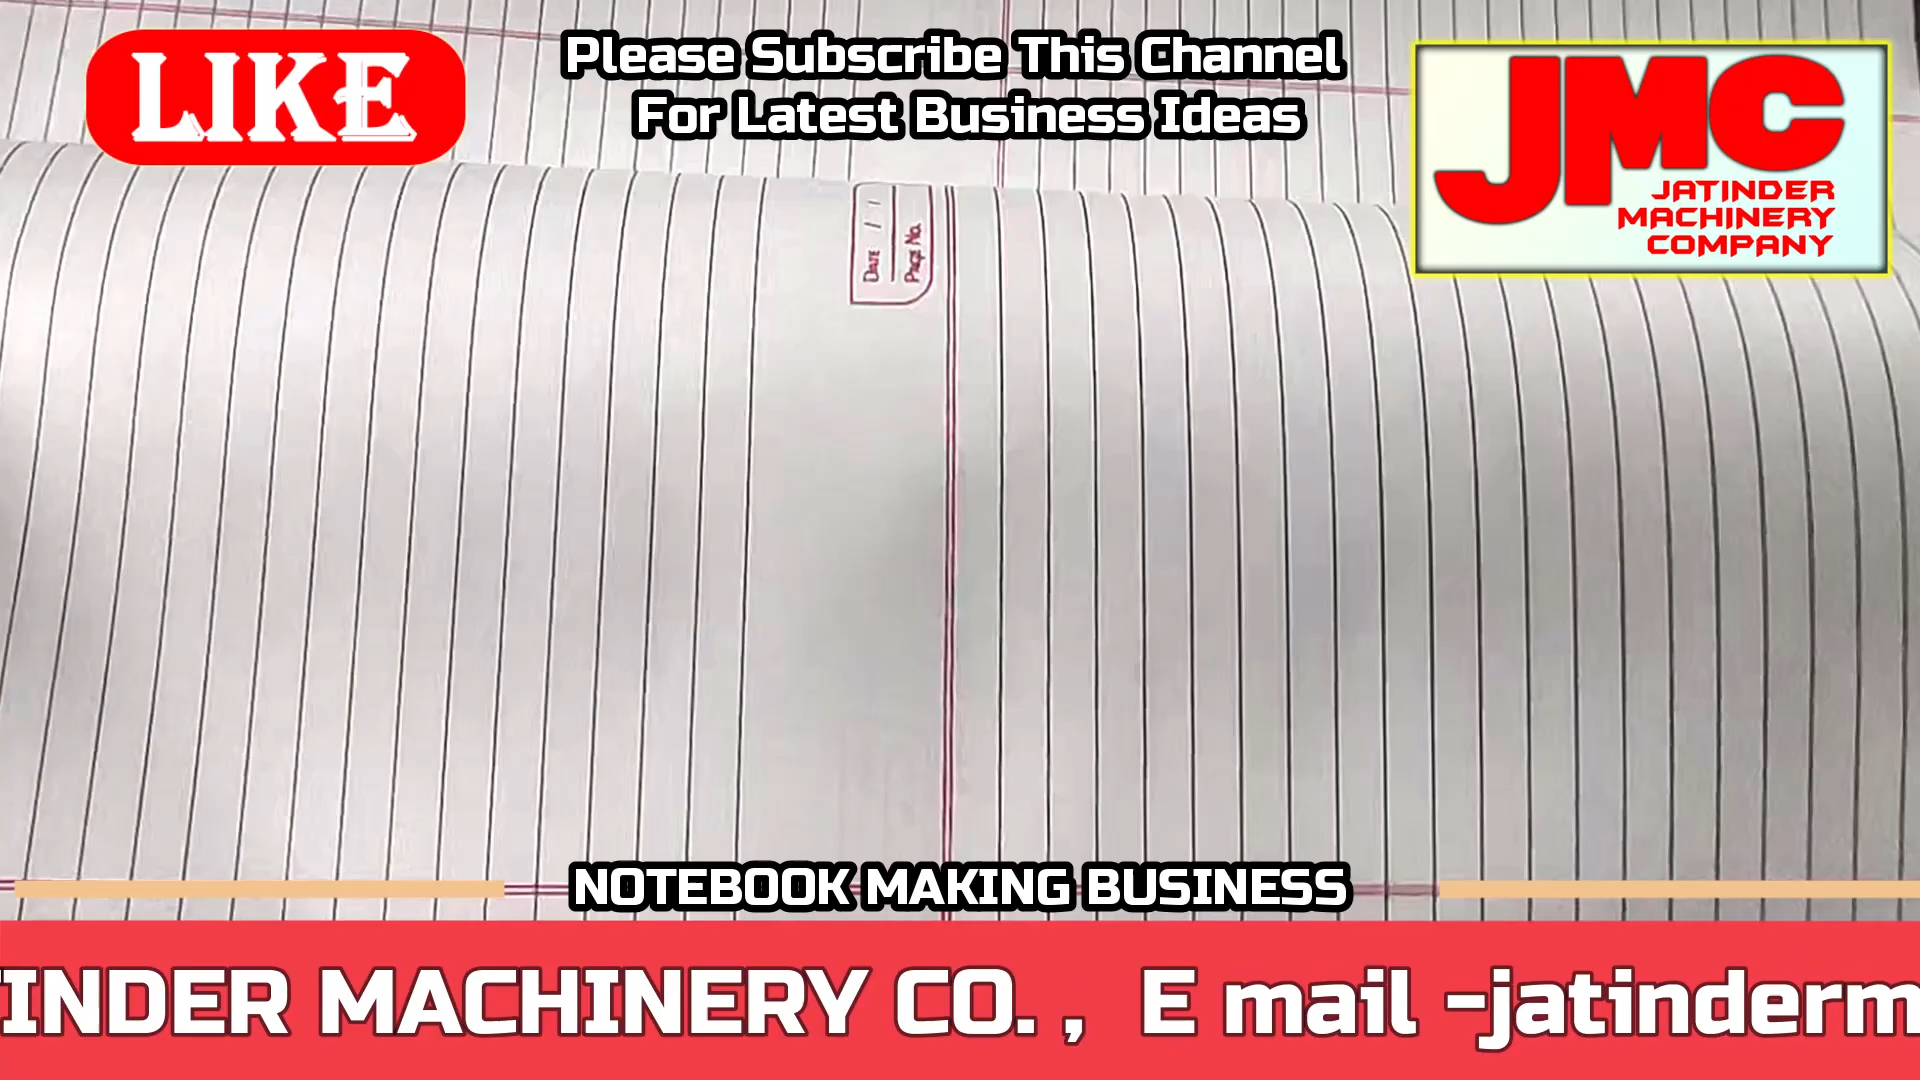 LIKE
Please Subscribe This Channel
For Latest Business Ideas
JMC
JATINDER
MACHINERY
COMPANY
DATE / /
PAGE NO.
NOTEBOOK MAKING BUSINESS
INDER MACHINERY CO. , E mail -jatinderm